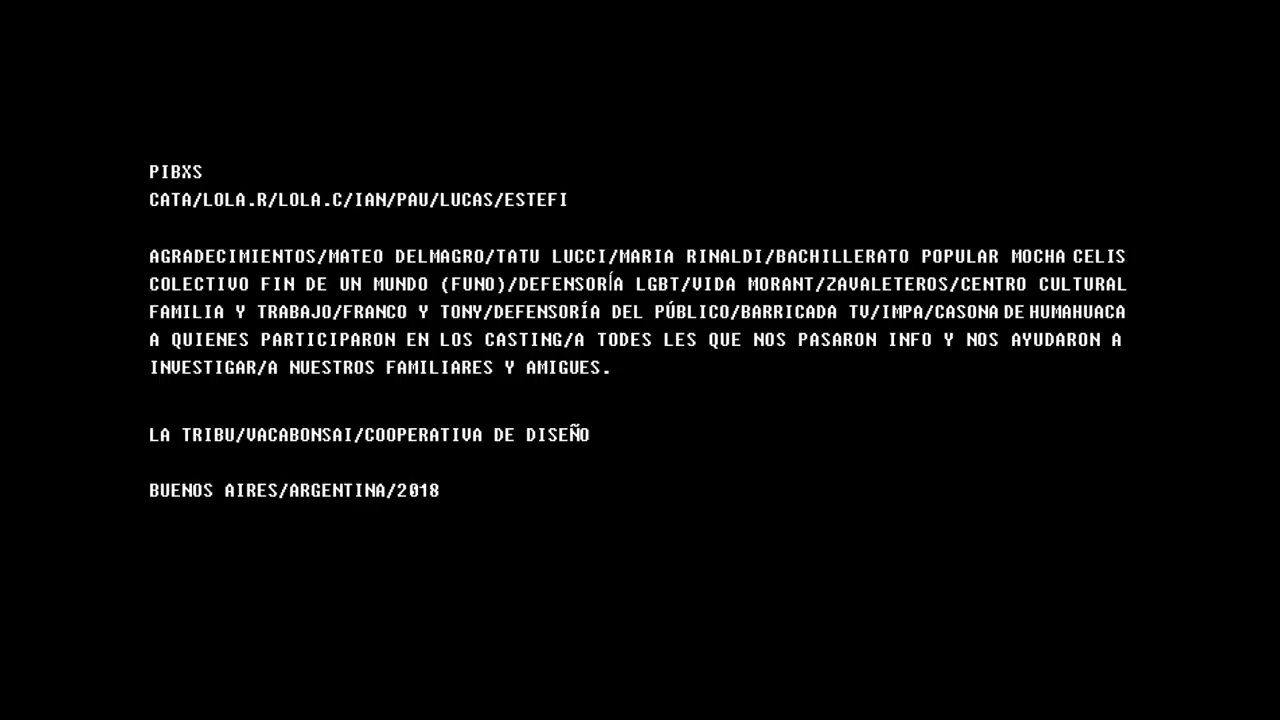 PIBXS
CATA/LOLA.R/LOLA.C/IAN/PAU/LUCAS/ESTEFI
AGRADECIMIENTOS/MATEO DELMAGRO/TATU LUCCI/MARIA RINALDI/BACHILLERATO POPULAR MOCHA CELIS
COLECTIVO FIN DE UN MUNDO (FUNO)/DEFENSORÍA LGBT/VIDA MORANT/ZAVALETEROS/CENTRO CULTURAL
FAMILIA Y TRABAJO/FRANCO Y TONY/DEFENSORÍA DEL PÚBLICO/BARRICADA TV/IMPA/CASONA DE HUMAHUACA
A QUIENES PARTICIPARON EN LOS CASTING/A TODES LES QUE NOS PASARON INFO Y NOS AYUDARON A
INVESTIGAR/A NUESTROS FAMILIARES Y AMIGUES.
LA TRIBU/VACABONSAI/COOPERATIVA DE DISEÑO
BUENOS AIRES/ARGENTINA/2018